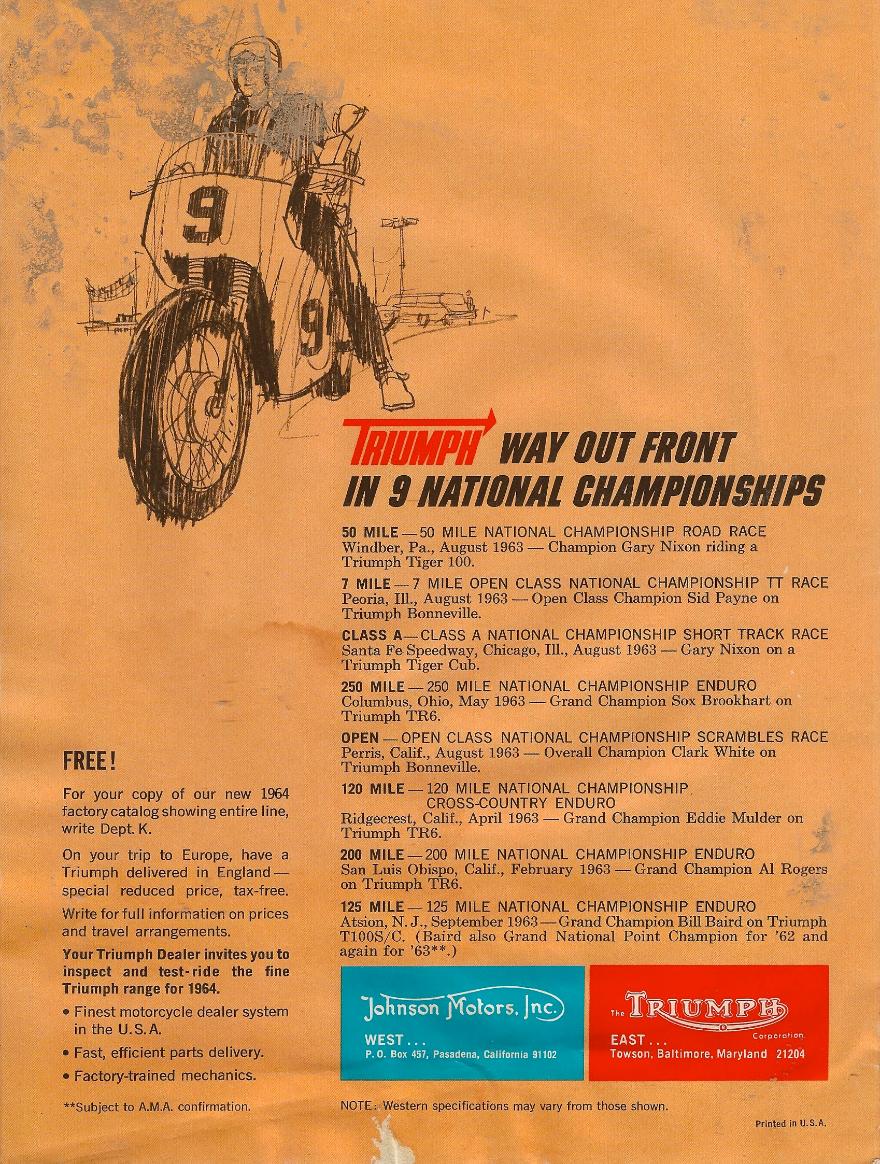 9
9
TRIUMPH WAY OUT FRONT
IN 9 NATIONAL CHAMPIONSHIPS
50 MILE — 50 MILE NATIONAL CHAMPIONSHIP ROAD RACE
Windber, Pa., August 1963 — Champion Gary Nixon riding a
Triumph Tiger 100.
7 MILE — 7 MILE OPEN CLASS NATIONAL CHAMPIONSHIP TT RACE
Peoria, Ill., August 1963 — Open Class Champion Sid Payne on
Triumph Bonneville.
CLASS A — CLASS A NATIONAL CHAMPIONSHIP SHORT TRACK RACE
Santa Fe Speedway, Chicago, Ill., August 1963 — Gary Nixon on a
Triumph Tiger Cub.
250 MILE — 250 MILE NATIONAL CHAMPIONSHIP ENDURO
Columbus, Ohio, May 1963 — Grand Champion Sox Brookhart on
Triumph TR6.
OPEN — OPEN CLASS NATIONAL CHAMPIONSHIP SCRAMBLES RACE
Perris, Calif., August 1963 — Overall Champion Clark White on
Triumph Bonneville.
120 MILE — 120 MILE NATIONAL CHAMPIONSHIP
CROSS-COUNTRY ENDURO
Ridgecrest, Calif., April 1963 — Grand Champion Eddie Mulder on
Triumph TR6.
200 MILE — 200 MILE NATIONAL CHAMPIONSHIP ENDURO
San Luis Obispo, Calif., February 1963 — Grand Champion Al Rogers
on Triumph TR6.
125 MILE — 125 MILE NATIONAL CHAMPIONSHIP ENDURO
Atsion, N. J., September 1963 — Grand Champion Bill Baird on Triumph
T100S/C. (Baird also Grand National Point Champion for '62 and
again for '63**.)
FREE!
For your copy of our new 1964
factory catalog showing entire line,
write Dept. K.
On your trip to Europe, have a
Triumph delivered in England —
special reduced price, tax-free.
Write for full information on prices
and travel arrangements.
Your Triumph Dealer invites you to
inspect and test-ride the fine
Triumph range for 1964.
• Finest motorcycle dealer system
in the U.S.A.
• Fast, efficient parts delivery.
• Factory-trained mechanics.
**Subject to A.M.A. confirmation.
Johnson Motors, Inc.
WEST...
P. O. Box 457, Pasadena, California 91102
The TRIUMPH
Corporation
EAST...
Towson, Baltimore, Maryland 21204
NOTE: Western specifications may vary from those shown.
Printed in U.S.A.